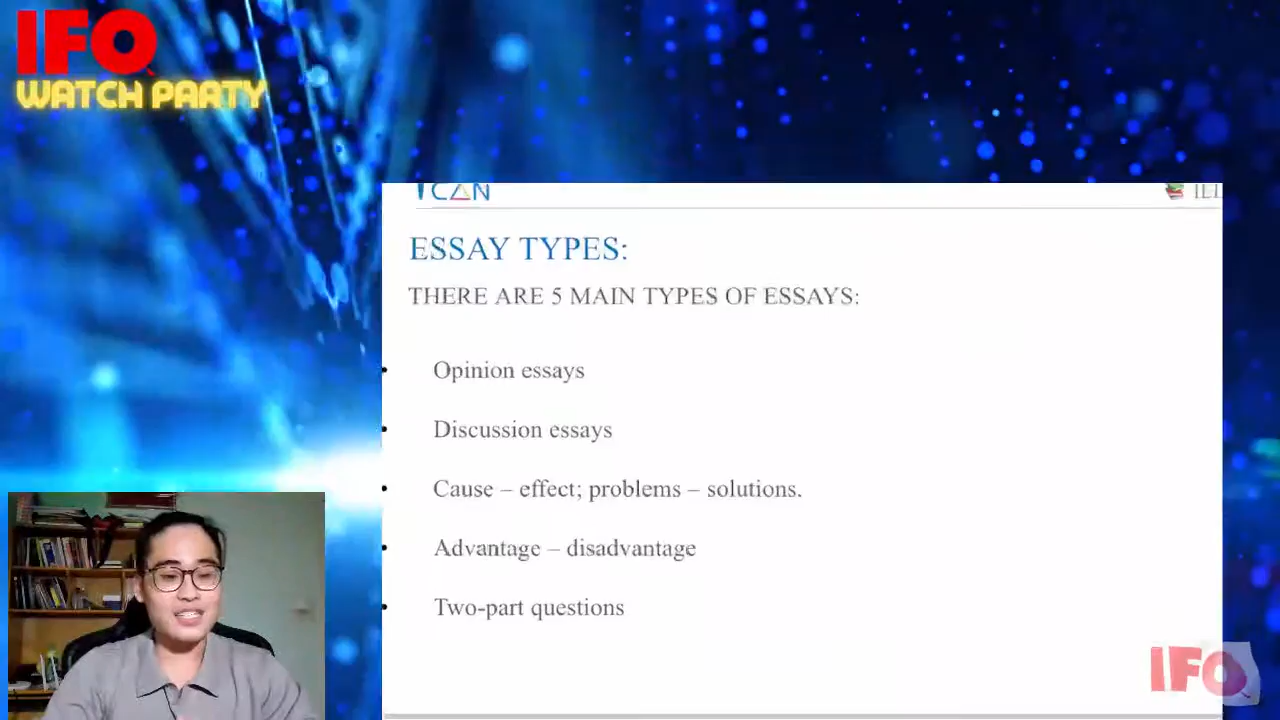 IFO
WATCH PARTY
ESSAY TYPES:
THERE ARE 5 MAIN TYPES OF ESSAYS:
• Opinion essays
• Discussion essays
• Cause – effect; problems – solutions.
• Advantage – disadvantage
• Two-part questions
IFO